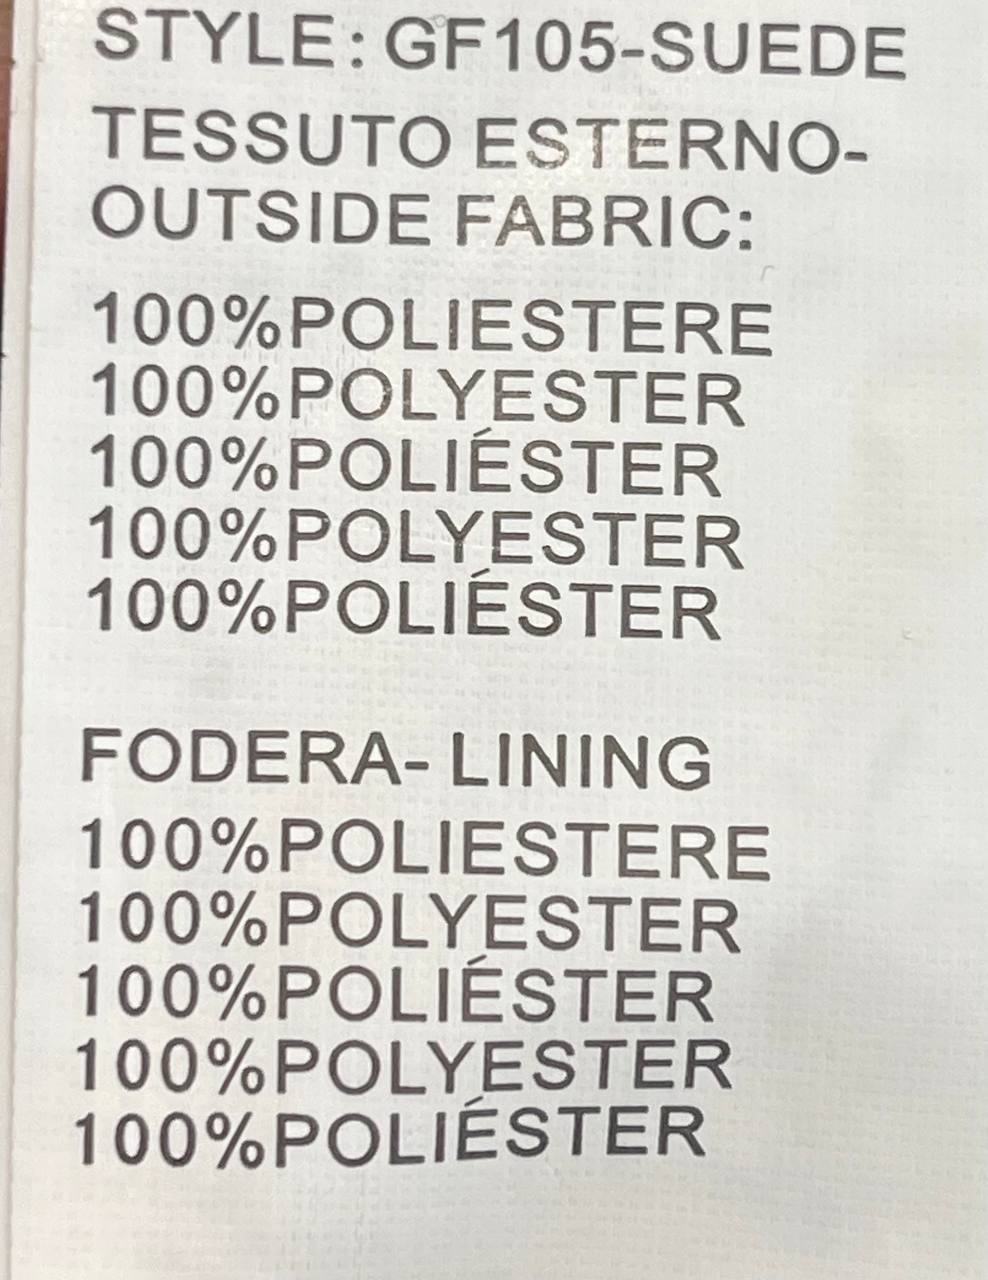 STYLE: GF105-SUEDE
TESSUTO ESTERNO-
OUTSIDE FABRIC:
100%POLIESTERE
100%POLYESTER
100%POLIÉSTER
100%POLYESTER
100%POLIÉSTER
FODERA- LINING
100%POLIESTERE
100%POLYESTER
100%POLIÉSTER
100%POLYESTER
100%POLIÉSTER